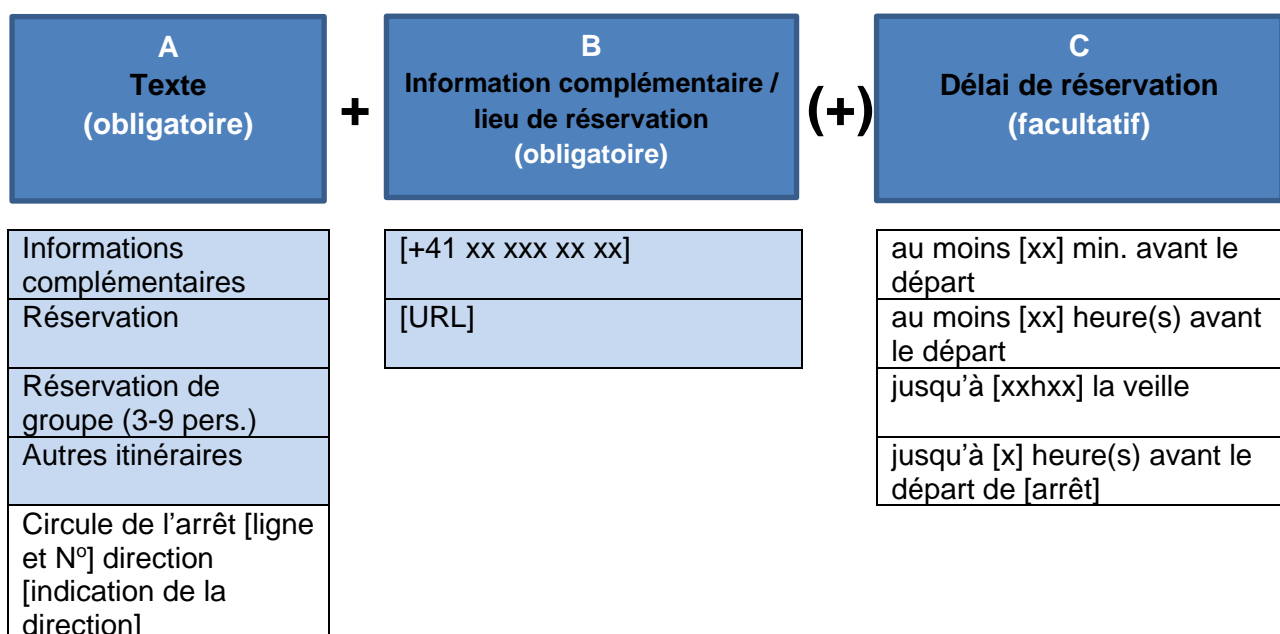 A
Texte
(obligatoire)
+
B
Information complémentaire /
lieu de réservation
(obligatoire)
(+)
C
Délai de réservation
(facultatif)
Informations
complémentaires
Réservation
Réservation de
groupe (3-9 pers.)
Autres itinéraires
Circule de l’arrêt [ligne
et Nº] direction
[indication de la
direction]
[+41 xx xxx xx xx]
[URL]
au moins [xx] min. avant le
départ
au moins [xx] heure(s) avant
le départ
jusqu’à [xxhxx] la veille
jusqu’à [x] heure(s) avant le
départ de [arrêt]